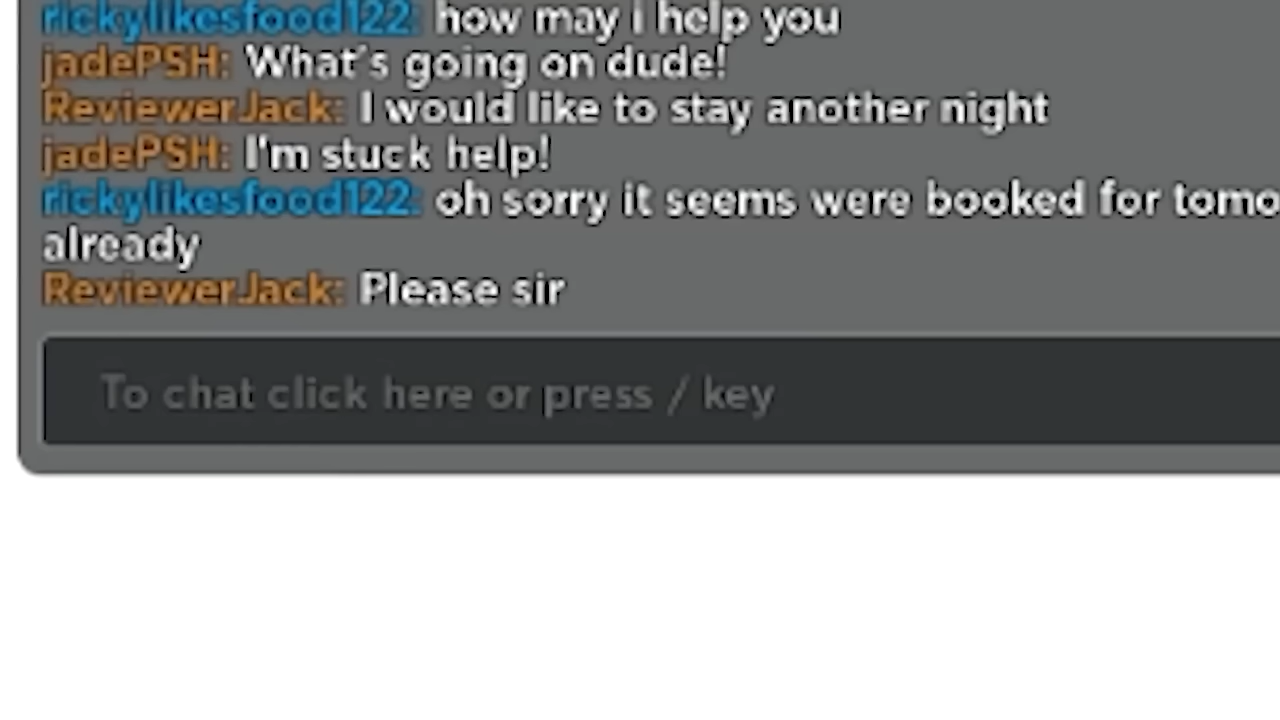 rickylikesfood122: how may i help you
jadePSH: What's going on dude!
ReviewerJack: I would like to stay another night
jadePSH: I'm stuck help!
rickylikesfood122: oh sorry it seems were booked for tomo
already
ReviewerJack: Please sir
To chat click here or press / key